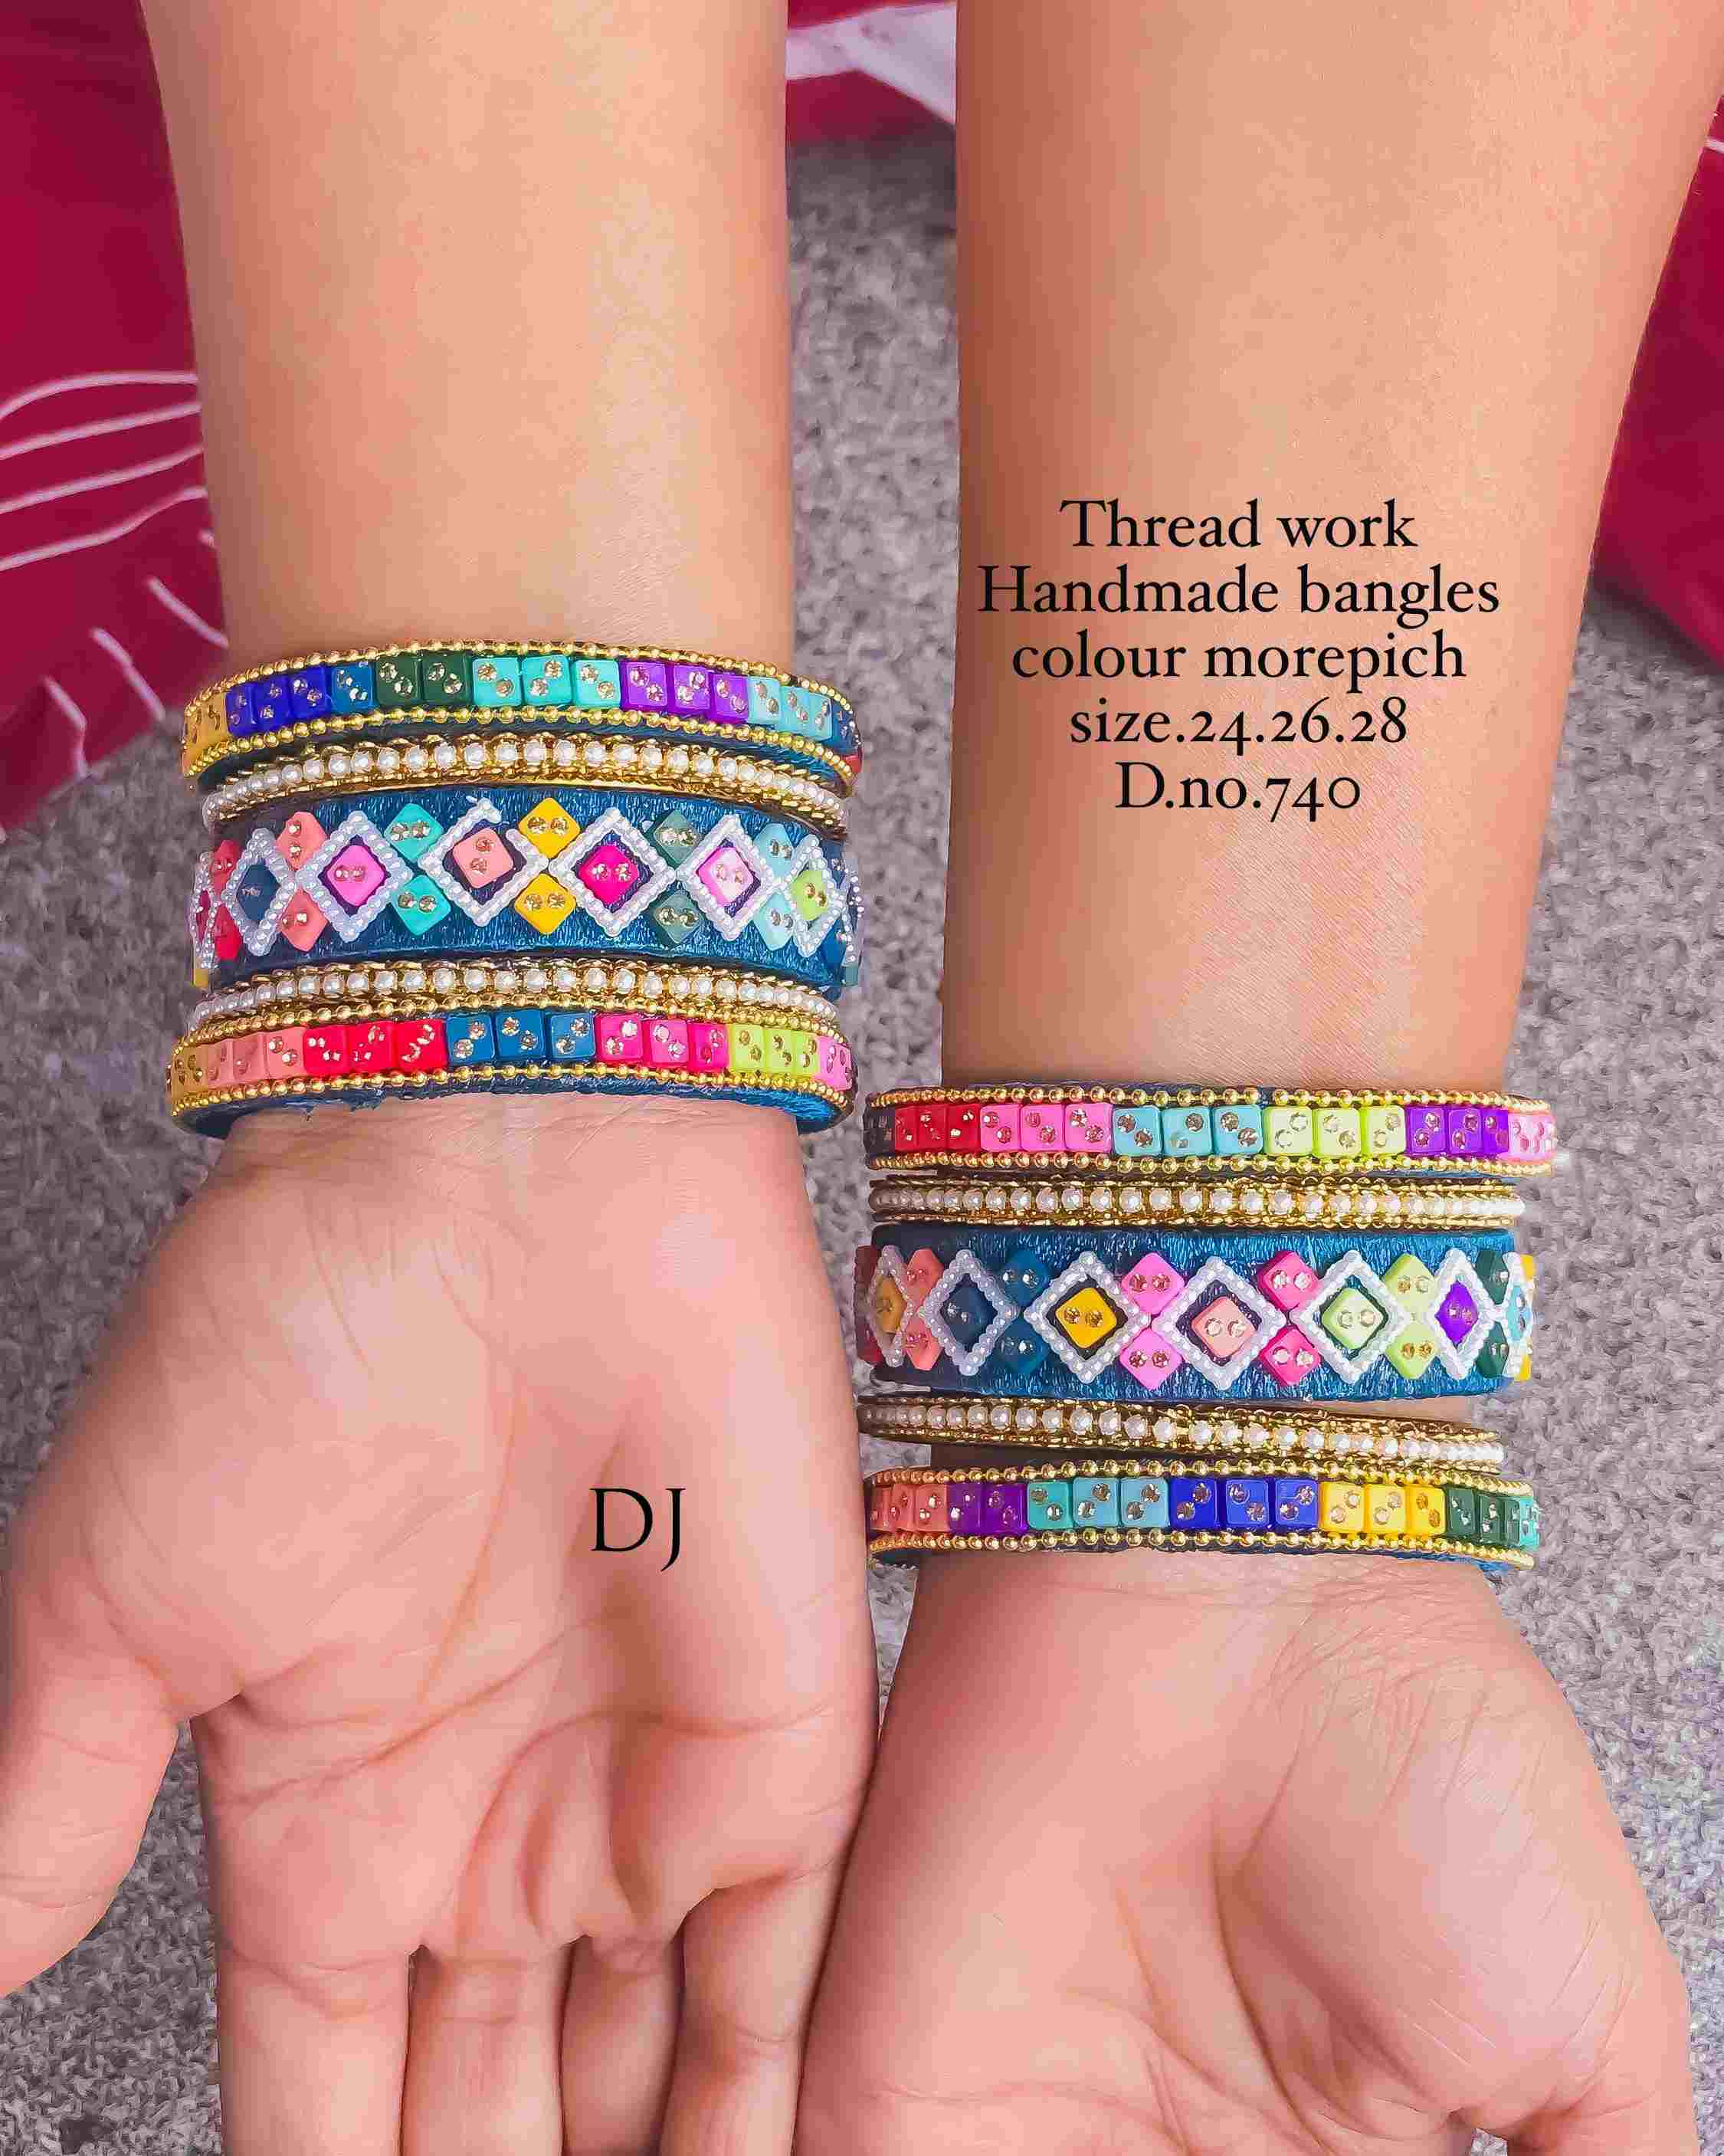 Thread work
Handmade bangles
colour morepich
size.24.26.28
D.no.740
DJ